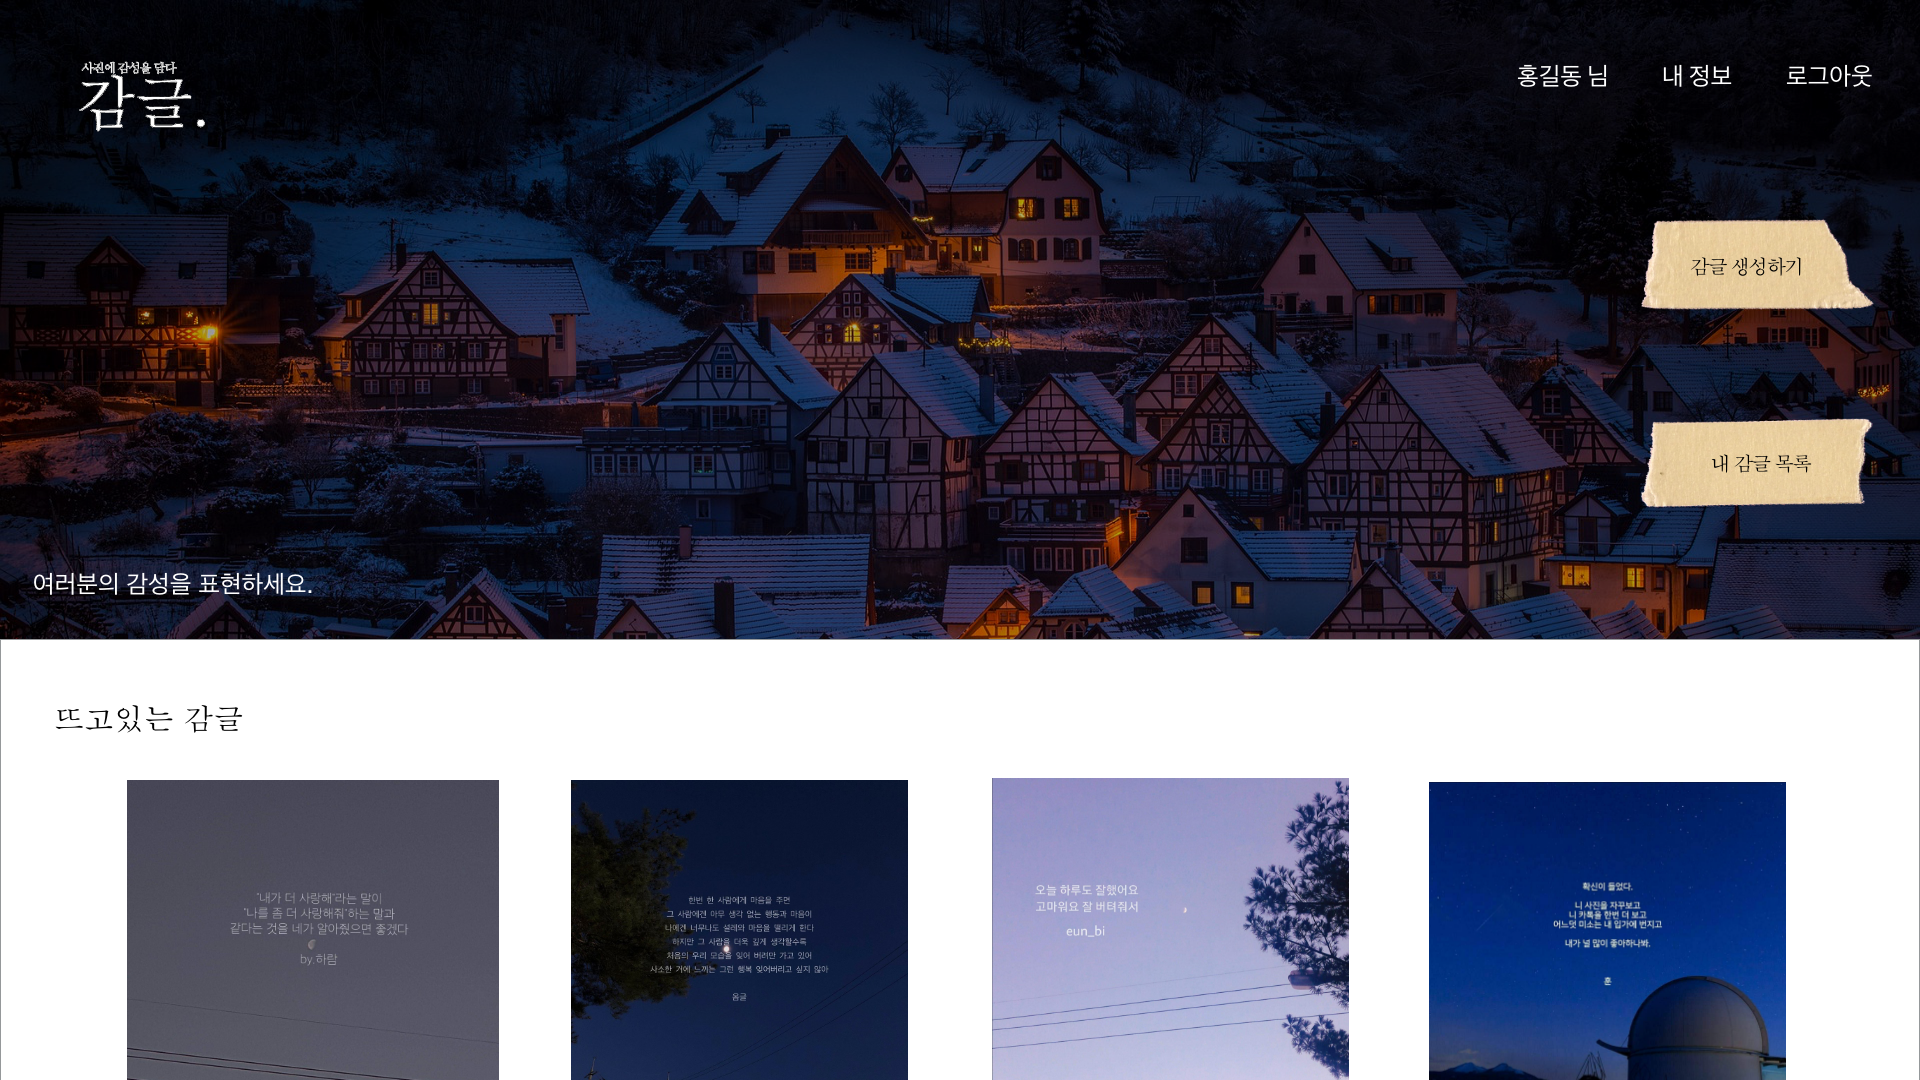 사진에 감성을 담다
감글.
홍길동 님
내 정보
로그아웃
감글 생성하기
내 감글 목록
여러분의 감성을 표현하세요.
뜨고있는 감글
"내가 더 사랑해"라는 말이
"나를 좀 더 사랑해줘"하는 말과
같다는 것을 네가 알아줬으면 좋겠다
by.하람
한번 한 사람에게 마음을 주면
그 사람에겐 아무 생각 없는 행동과 마음이
나에겐 너무나도 설레와 마음을 떨리게 한다
하지만 그 사람을 더욱 깊게 생각할수록
처음의 우리 모습을 잊어 버려만 가고 있어
사소한 거에 느끼는 그런 행복 잊어버리고 싶지 않아
몽글
오늘 하루도 잘했어요
고마워요 잘 버텨줘서
eun_bi
확신이 들었다.
니 사진을 자꾸보고
니 카톡을 한번 더 보고
어느덧 미소는 내 입가에 번지고
내가 널 많이 좋아하나봐.
훈